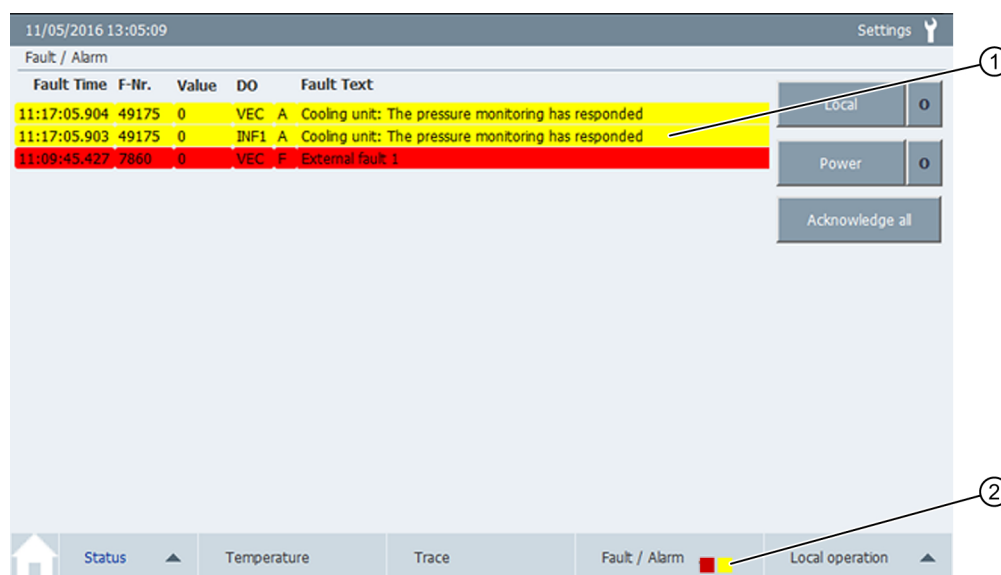 11/05/2016 13:05:09 Settings
Fault / Alarm
1
Fault Time F-Nr. Value DO Fault Text
11:17:05.904 49175 0 VEC A Cooling unit: The pressure monitoring has responded
Local 0
11:17:05.903 49175 0 INF1 A Cooling unit: The pressure monitoring has responded
11:09:45.427 7860 0 VEC F External fault 1
Power 0
Acknowledge all
2
Status Temperature Trace Fault / Alarm Local operation